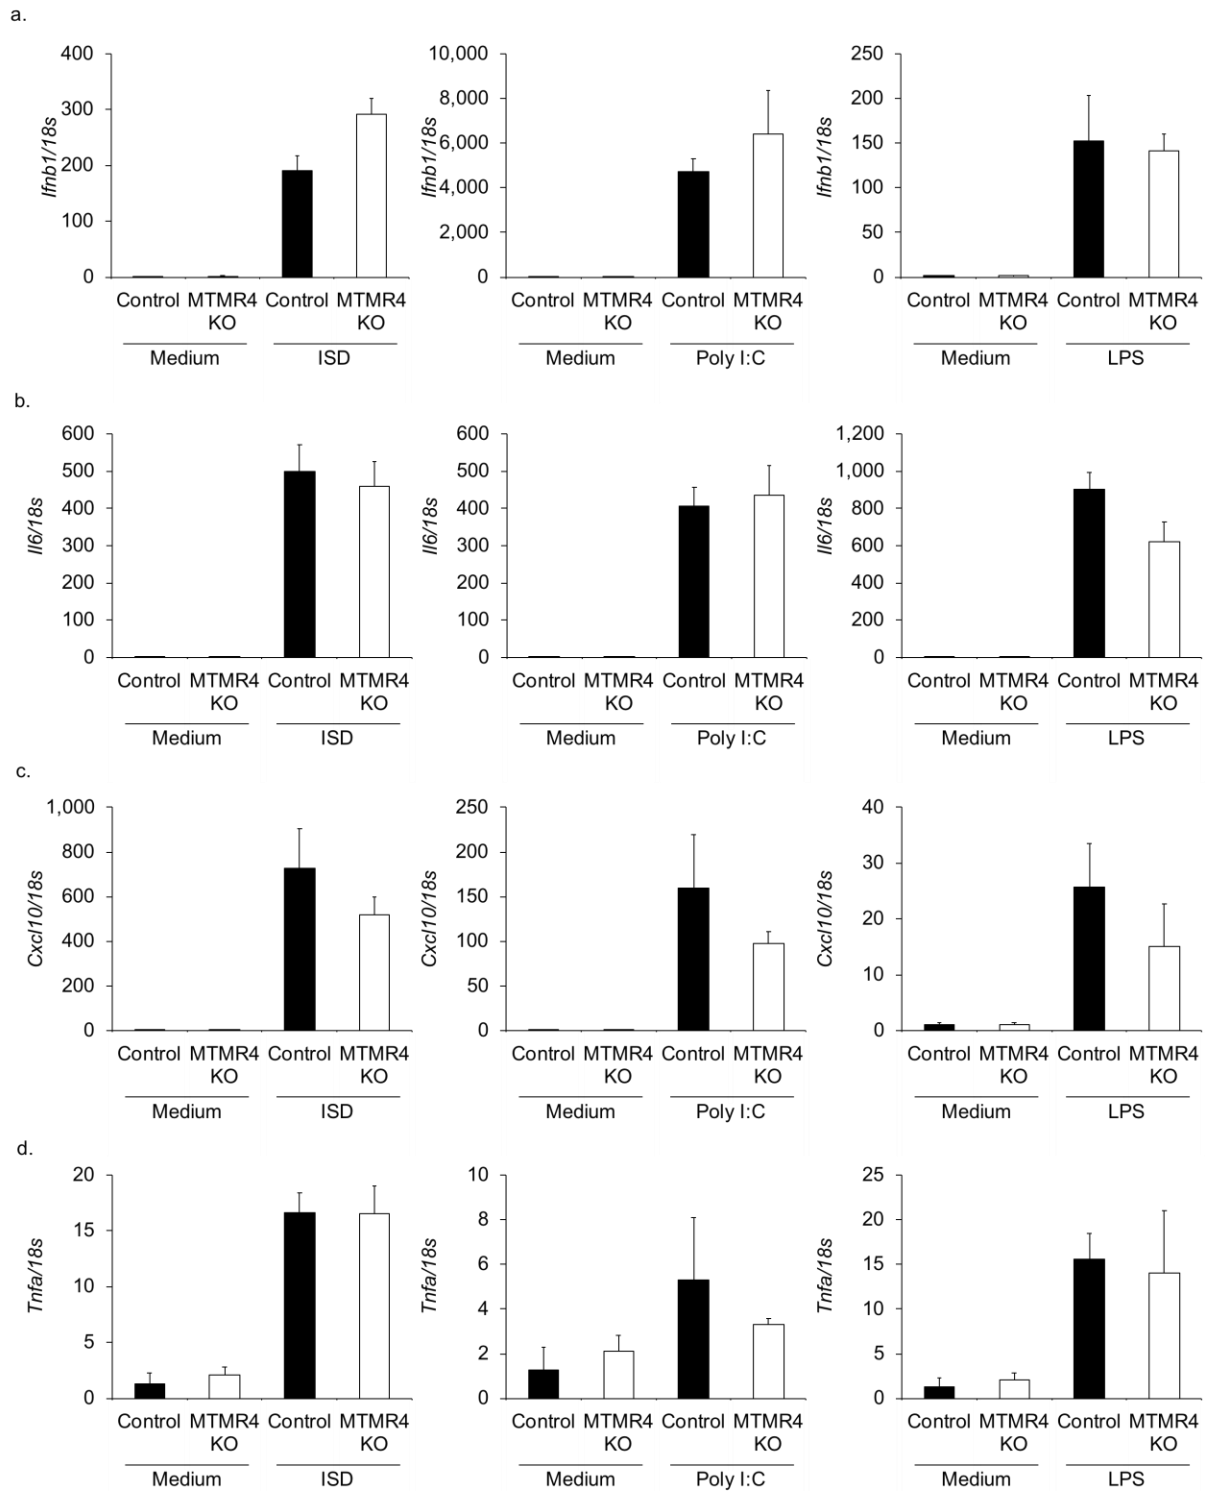 a.
400
300
200
100
0
Ifnb1/18s
Control MTMR4 KO Control MTMR4 KO
Medium ISD
10,000
8,000
6,000
4,000
2,000
0
Ifnb1/18s
Control MTMR4 KO Control MTMR4 KO
Medium Poly I:C
250
200
150
100
50
0
Ifnb1/18s
Control MTMR4 KO Control MTMR4 KO
Medium LPS
b.
600
500
400
300
200
100
0
Il6/18s
Control MTMR4 KO Control MTMR4 KO
Medium ISD
600
500
400
300
200
100
0
Il6/18s
Control MTMR4 KO Control MTMR4 KO
Medium Poly I:C
1,200
1,000
800
600
400
200
0
Il6/18s
Control MTMR4 KO Control MTMR4 KO
Medium LPS
c.
1,000
800
600
400
200
0
Cxcl10/18s
Control MTMR4 KO Control MTMR4 KO
Medium ISD
250
200
150
100
50
0
Cxcl10/18s
Control MTMR4 KO Control MTMR4 KO
Medium Poly I:C
40
30
20
10
0
Cxcl10/18s
Control MTMR4 KO Control MTMR4 KO
Medium LPS
d.
20
15
10
5
0
Tnfa/18s
Control MTMR4 KO Control MTMR4 KO
Medium ISD
10
8
6
4
2
0
Tnfa/18s
Control MTMR4 KO Control MTMR4 KO
Medium Poly I:C
25
20
15
10
5
0
Tnfa/18s
Control MTMR4 KO Control MTMR4 KO
Medium LPS